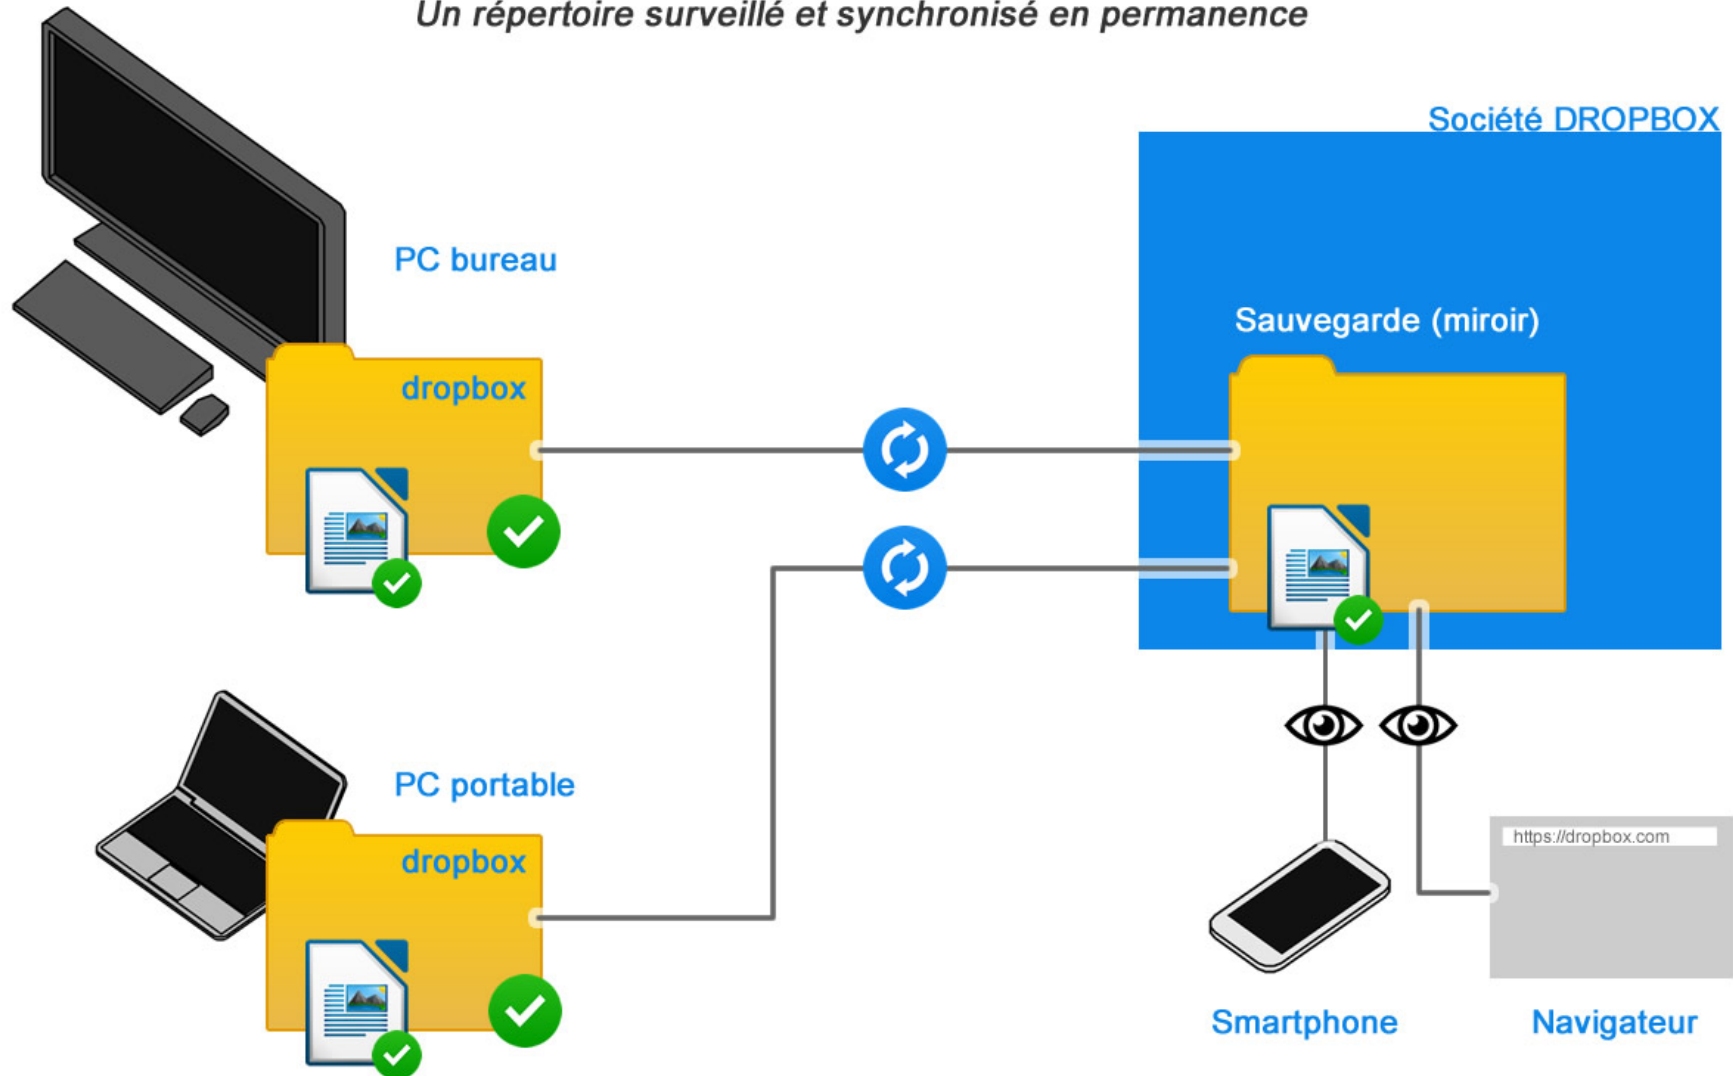 Un répertoire surveillé et synchronisé en permanence
Société DROPBOX
PC bureau
Sauvegarde (miroir)
dropbox
PC portable
dropbox
https://dropbox.com
Smartphone
Navigateur